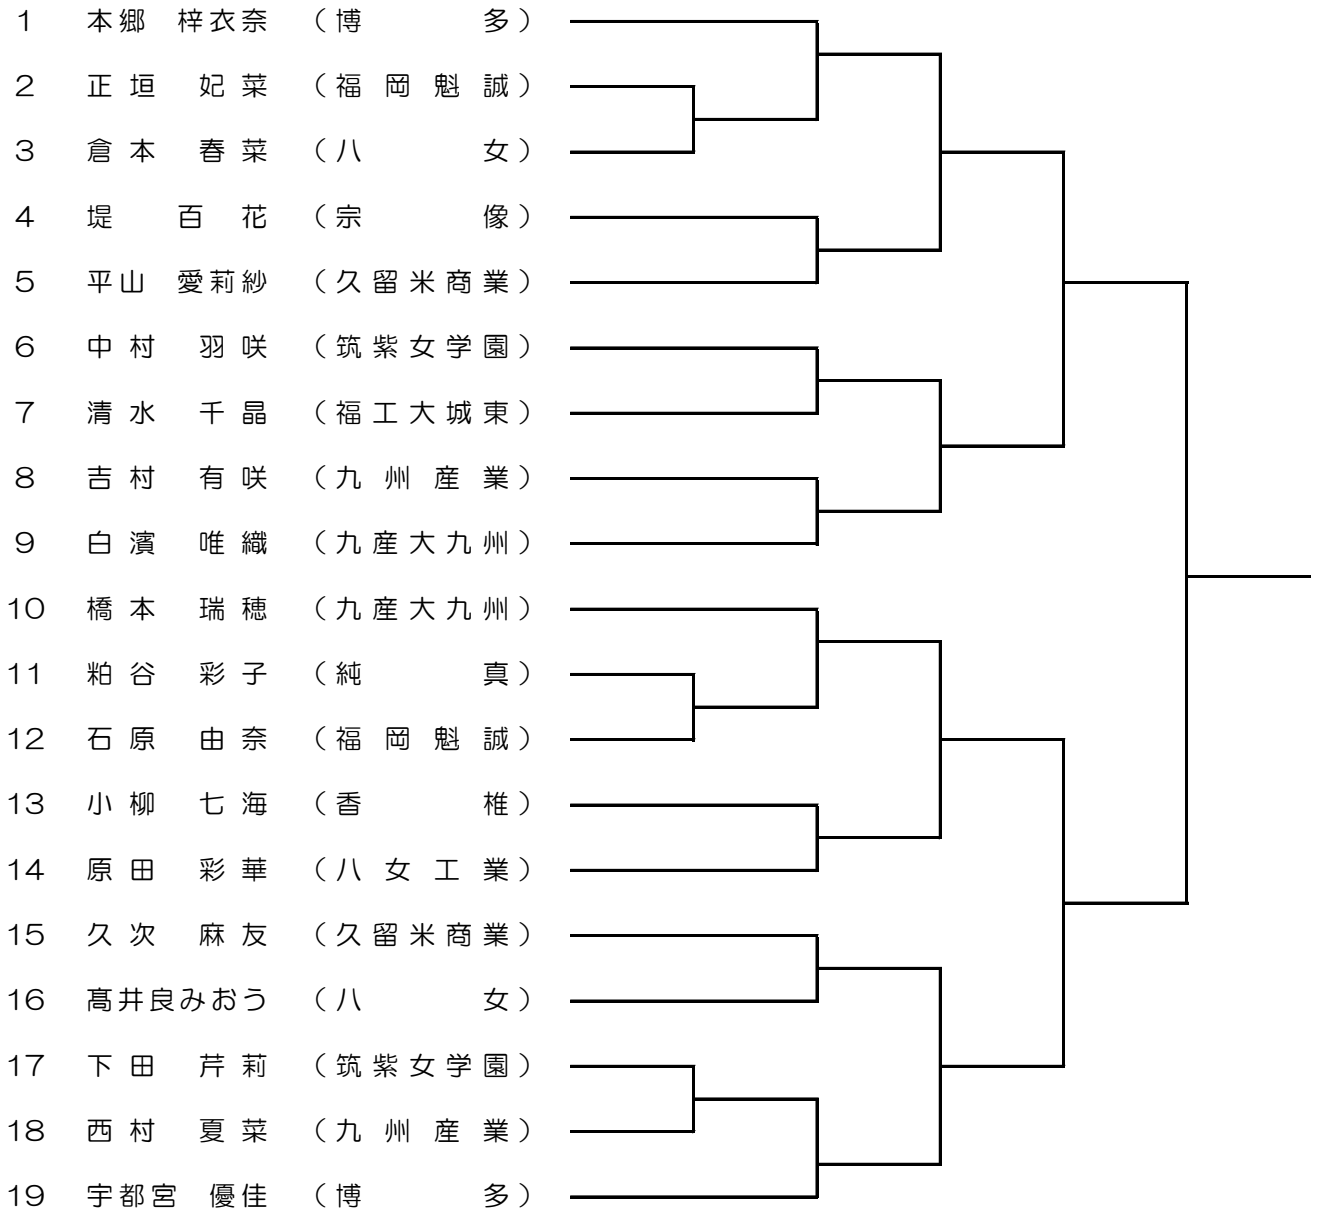 1 本郷 梓衣奈 (博多)
2 正垣 妃菜 (福岡魁誠)
3 倉本 春菜 (八女)
4 堤 百花 (宗像)
5 平山 愛莉紗 (久留米商業)
6 中村 羽咲 (筑紫女学園)
7 清水 千晶 (福工大城東)
8 吉村 有咲 (九州産業)
9 白濱 唯織 (九産大九州)
10 橋本 瑞穂 (九産大九州)
11 粕谷 彩子 (純真)
12 石原 由奈 (福岡魁誠)
13 小柳 七海 (香椎)
14 原田 彩華 (八女工業)
15 久次 麻友 (久留米商業)
16 髙井良みおう (八女)
17 下田 芹莉 (筑紫女学園)
18 西村 夏菜 (九州産業)
19 宇都宮 優佳 (博多)